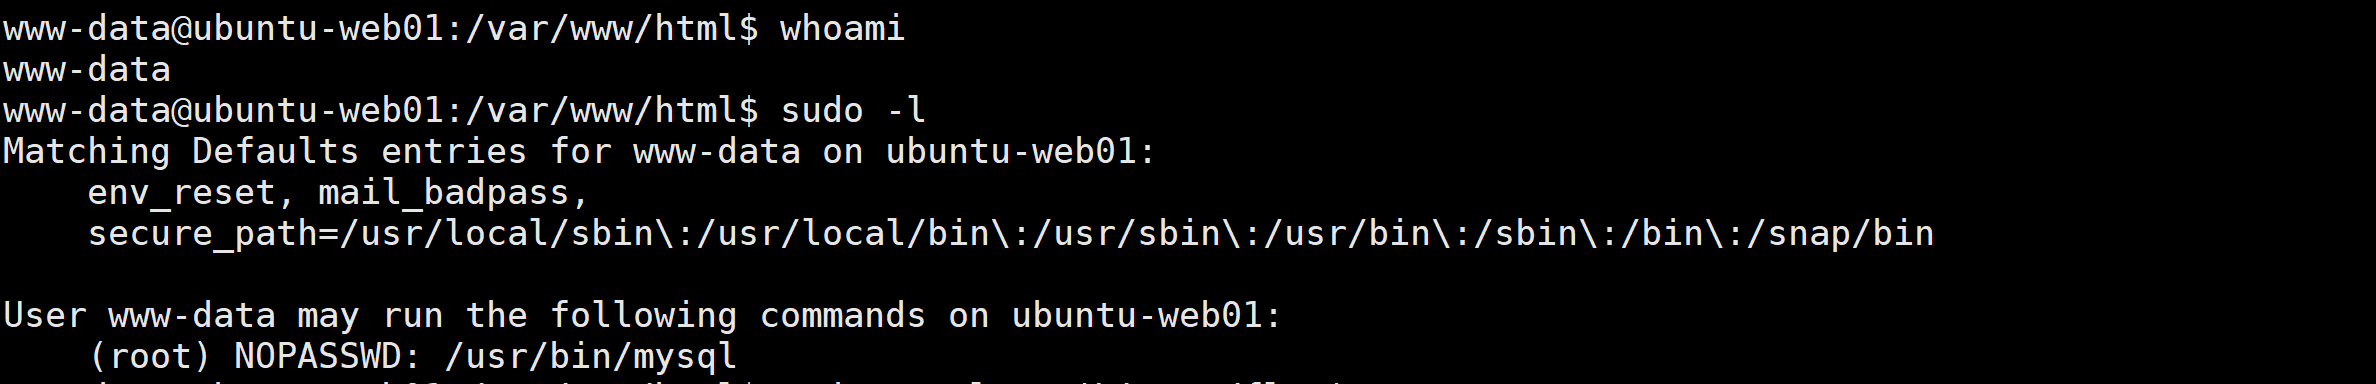 www-data@ubuntu-web01:/var/www/html$ whoami
www-data
www-data@ubuntu-web01:/var/www/html$ sudo -l
Matching Defaults entries for www-data on ubuntu-web01:
    env_reset, mail_badpass,
    secure_path=/usr/local/sbin\:/usr/local/bin\:/usr/sbin\:/usr/bin\:/sbin\:/bin\:/snap/bin

User www-data may run the following commands on ubuntu-web01:
    (root) NOPASSWD: /usr/bin/mysql